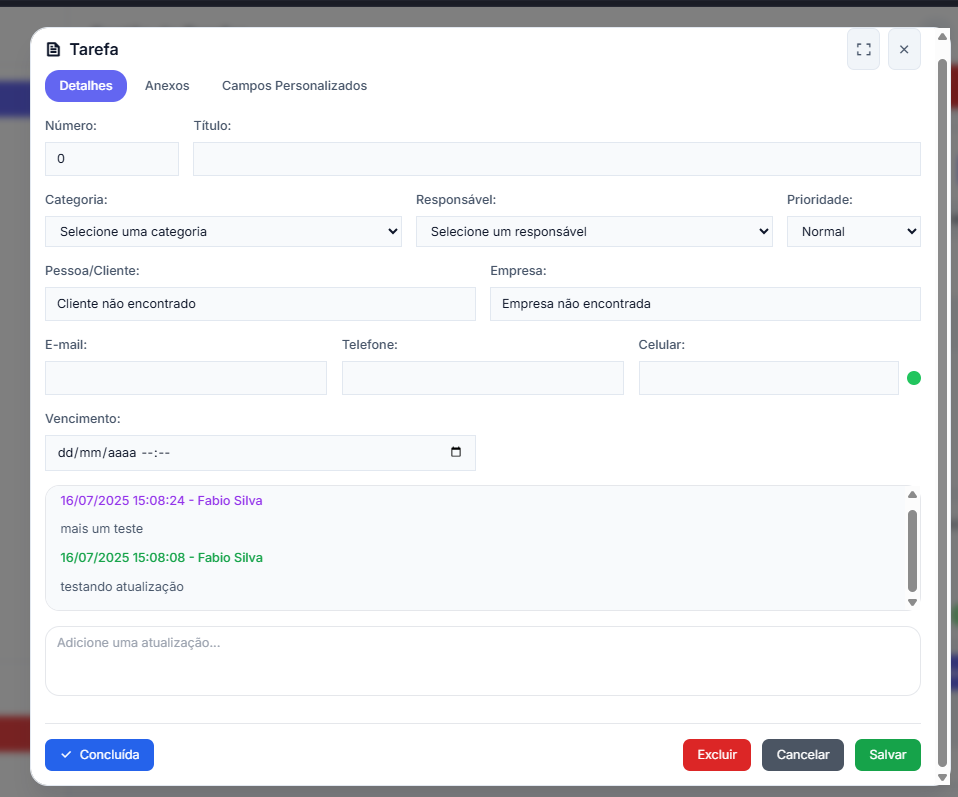 Tarefa
Detalhes Anexos Campos Personalizados
Número: Título:
0
Categoria: Responsável: Prioridade:
Selecione uma categoria Selecione um responsável Normal
Pessoa/Cliente: Empresa:
Cliente não encontrado Empresa não encontrada
E-mail: Telefone: Celular:
Vencimento:
dd/mm/aaaa --:--
16/07/2025 15:08:24 - Fabio Silva
mais um teste
16/07/2025 15:08:08 - Fabio Silva
testando atualização
Adicione uma atualização...
Concluída Excluir Cancelar Salvar